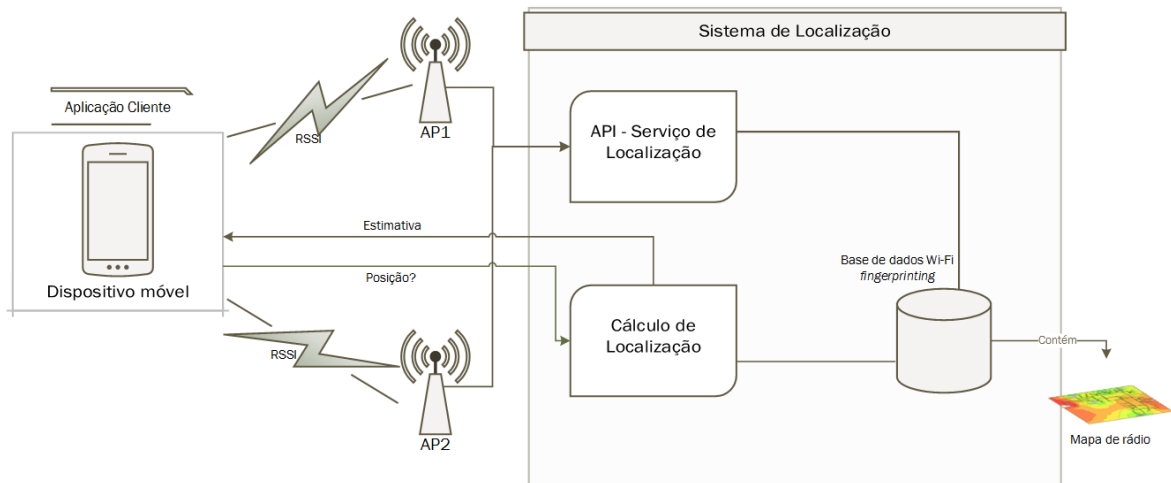 Sistema de Localização
Aplicação Cliente
RSSI
AP1
API - Serviço de
Localização
Dispositivo móvel
Estimativa
Posição?
Base de dados Wi-Fi
fingerprinting
Cálculo de
Localização
Contém
RSSI
AP2
Mapa de rádio